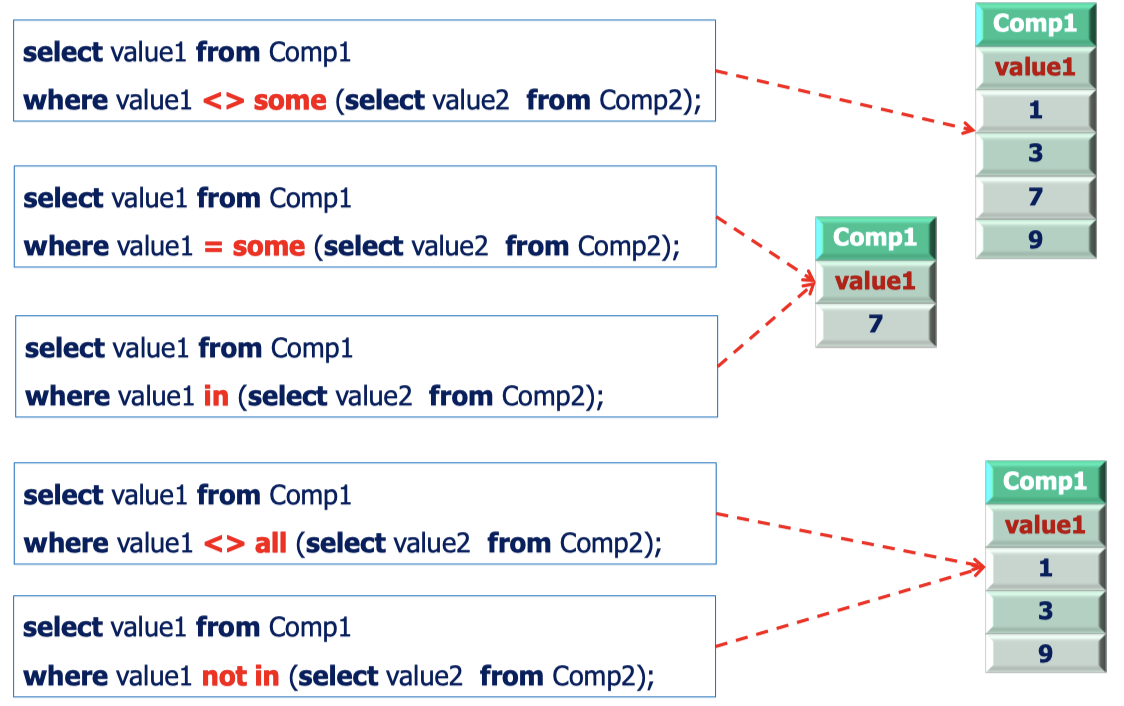 select value1 from Comp1
where value1 <> some (select value2 from Comp2);
Comp1
value1
1
3
7
9
select value1 from Comp1
where value1 = some (select value2 from Comp2);
select value1 from Comp1
where value1 in (select value2 from Comp2);
Comp1
value1
7
select value1 from Comp1
where value1 <> all (select value2 from Comp2);
select value1 from Comp1
where value1 not in (select value2 from Comp2);
Comp1
value1
1
3
9